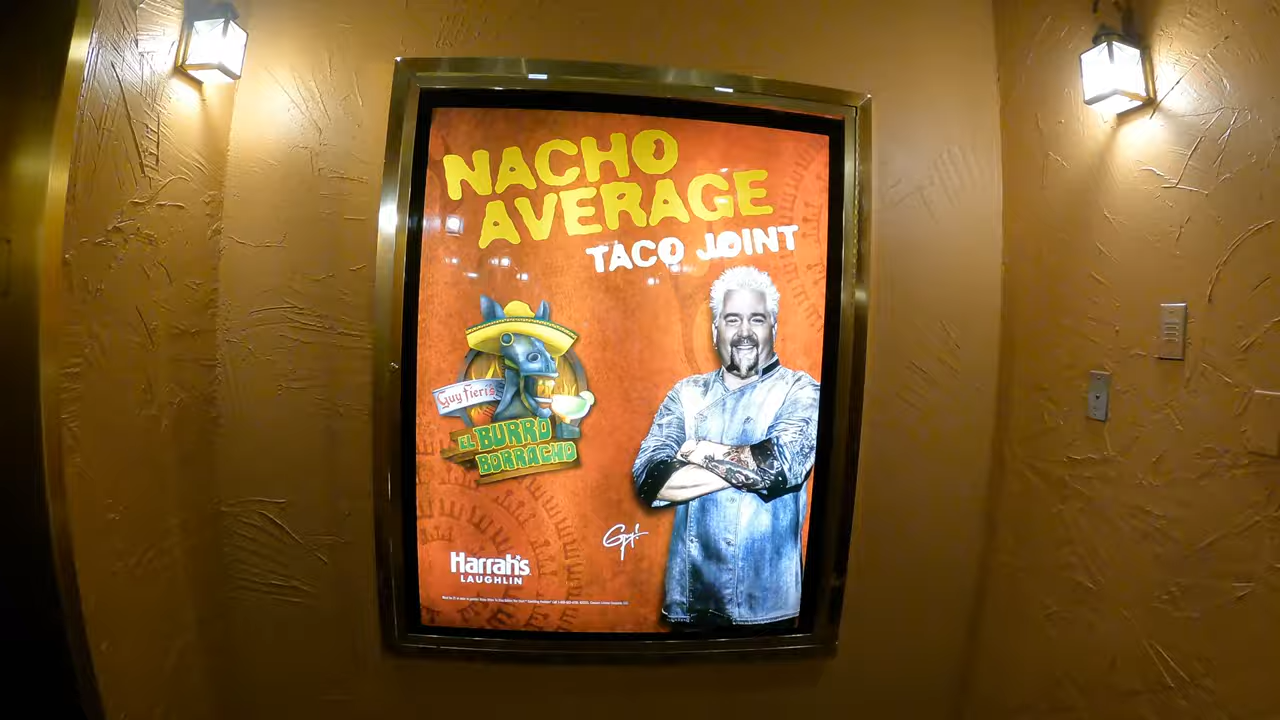 NACHO
AVERAGE
TACO JOINT
Guy Fieri's
EL BURRO
BORRACHO
Harrah's
LAUGHLIN